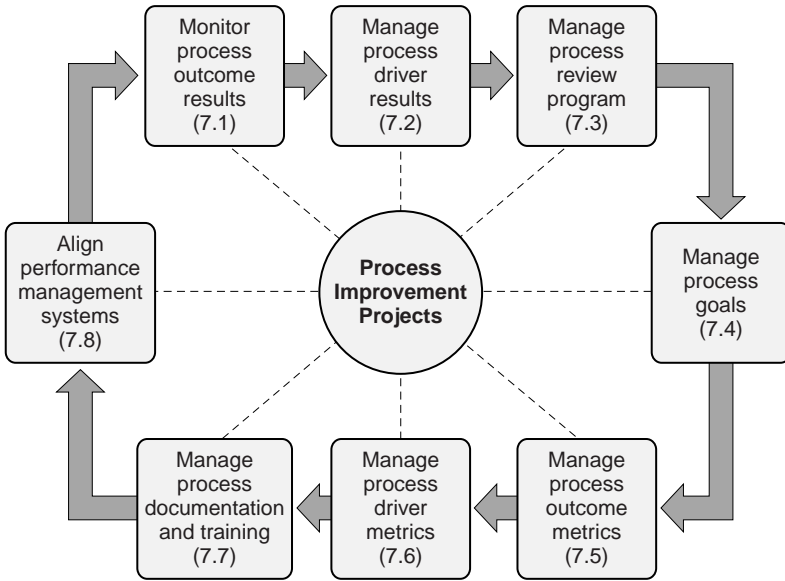 Monitor
process
outcome
results
(7.1)
Manage
process
driver
results
(7.2)
Manage
process
review
program
(7.3)
Manage
process
goals
(7.4)
Manage
process
outcome
metrics
(7.5)
Manage
process
driver
metrics
(7.6)
Manage
process
documentation
and training
(7.7)
Align
performance
management
systems
(7.8)
Process
Improvement
Projects